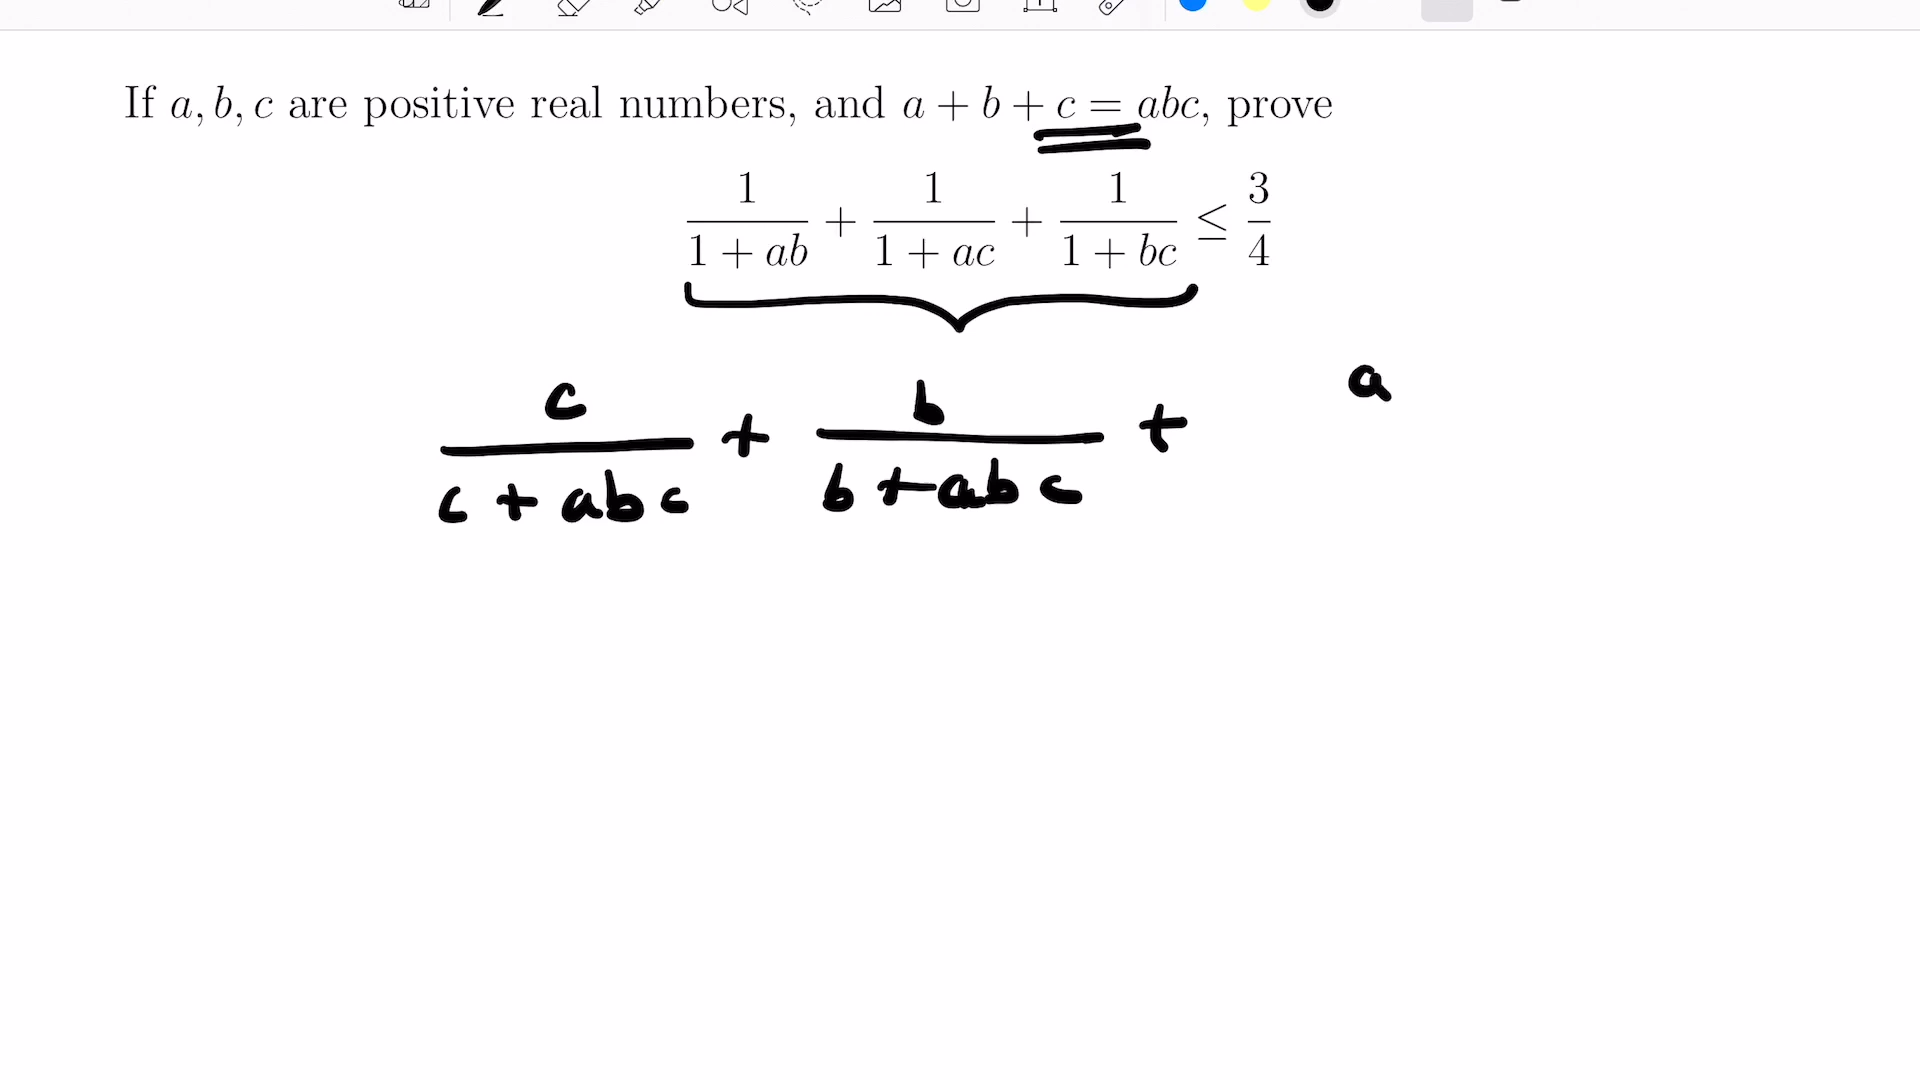 If a, b, c are positive real numbers, and a + b + c = abc, prove
1/(1 + ab) + 1/(1 + ac) + 1/(1 + bc) ≤ 3/4
c/(c + abc) + b/(b + abc) + a